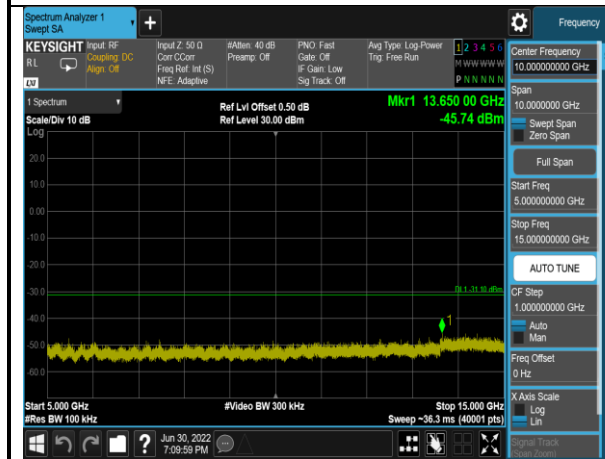 Spectrum Analyzer 1
Swept SA
Frequency
KEYSIGHT
RL
LXI
Input: RF
Coupling: DC
Align: Off
Input Z: 50 Ω
Corr CCorr
Freq Ref: Int (S)
NFE: Adaptive
#Atten: 40 dB
Preamp: Off
PNO: Fast
Gate: Off
IF Gain: Low
Sig Track: Off
Avg Type: Log-Power
Trig: Free Run
1 2 3 4 5 6
M W W W W W
P N N N N N
1 Spectrum
Scale/Div 10 dB
Ref Lvl Offset 0.50 dB
Ref Level 30.00 dBm
Mkr1 13.650 00 GHz
-45.74 dBm
Log
20.0
10.0
0.00
-10.0
-20.0
-30.0
-40.0
-50.0
-60.0
DL1 -31.10 dBm
1
Start 5.000 GHz
#Res BW 100 kHz
#Video BW 300 kHz
Stop 15.000 GHz
Sweep ~36.3 ms (40001 pts)
Jun 30, 2022
7:09:59 PM
Center Frequency
10.000000000 GHz
Span
10.0000000 GHz
Swept Span
Zero Span
Full Span
Start Freq
5.000000000 GHz
Stop Freq
15.000000000 GHz
AUTO TUNE
CF Step
1.000000000 GHz
Auto
Man
Freq Offset
0 Hz
X Axis Scale
Log
Lin
Signal Track
(Span Zoom)